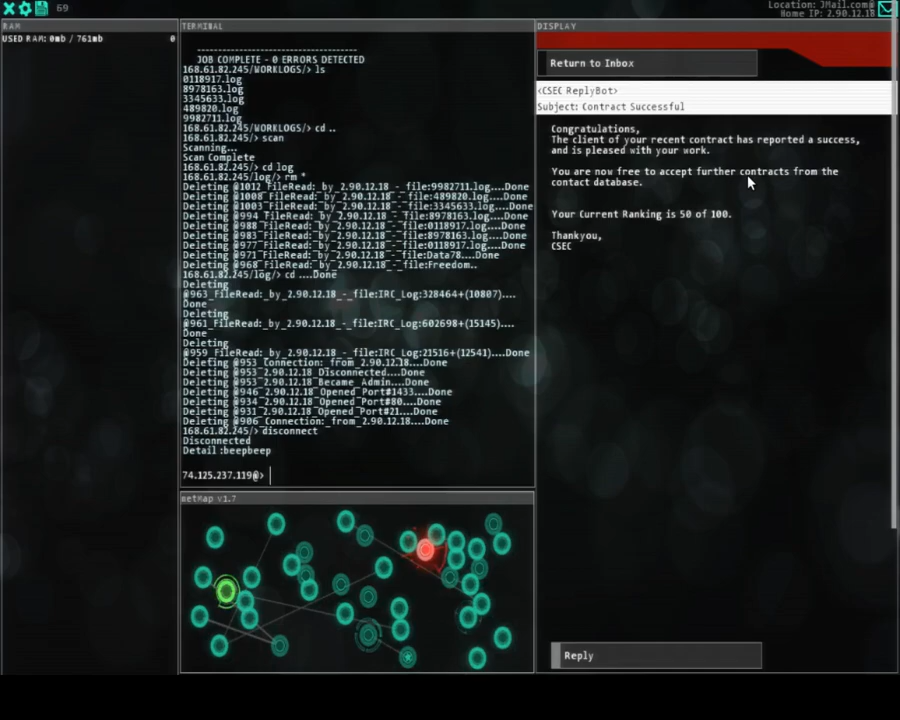 69
Location: JMail.com@
Home IP: 2.90.12.18
RAM
USED RAM: 0mb / 761mb
0
TERMINAL
------------------------------------
JOB COMPLETE - 0 ERRORS DETECTED
168.61.82.245/WORKLOGS/> ls
0118917.log
8978163.log
3345633.log
489820.log
9982711.log
168.61.82.245/WORKLOGS/> cd ..
168.61.82.245/> scan
Scanning...
Scan Complete
168.61.82.245/> cd log
168.61.82.245/log/> rm *
Deleting @1012_FileRead:_by_2.90.12.18_-_file:9982711.log....Done
Deleting @1008_FileRead:_by_2.90.12.18_-_file:489820.log....Done
Deleting @1003_FileRead:_by_2.90.12.18_-_file:3345633.log....Done
Deleting @994_FileRead:_by_2.90.12.18_-_file:8978163.log....Done
Deleting @988_FileRead:_by_2.90.12.18_-_file:0118917.log....Done
Deleting @983_FileRead:_by_2.90.12.18_-_file:8978163.log....Done
Deleting @977_FileRead:_by_2.90.12.18_-_file:0118917.log....Done
Deleting @971_FileRead:_by_2.90.12.18_-_file:Data78....Done
Deleting @968_FileRead:_by_2.90.12.18_-_file:Freedom..
168.61.82.245/log/> cd ....Done
Deleting
@963_FileRead:_by_2.90.12.18_-_file:IRC_Log:328464+(10807)....
Done
Deleting
@961_FileRead:_by_2.90.12.18_-_file:IRC_Log:602698+(15145)....
Done
Deleting
@959_FileRead:_by_2.90.12.18_-_file:IRC_Log:21516+(12541)....Done
Deleting @953_Connection:_from_2.90.12.18....Done
Deleting @953_2.90.12.18_Disconnected....Done
Deleting @953_2.90.12.18_Became_Admin....Done
Deleting @946_2.90.12.18_Opened_Port#1433....Done
Deleting @934_2.90.12.18_Opened_Port#80....Done
Deleting @931_2.90.12.18_Opened_Port#21....Done
Deleting @906_Connection:_from_2.90.12.18....Done
168.61.82.245/> disconnect
Disconnected
Detail :beepbeep
74.125.237.119@>
netMap v1.7
DISPLAY
Return to Inbox
<CSEC ReplyBot>
Subject: Contract Successful
Congratulations,
The client of your recent contract has reported a success,
and is pleased with your work.
You are now free to accept further contracts from the
contact database.
Your Current Ranking is 50 of 100.
Thankyou,
CSEC
Reply